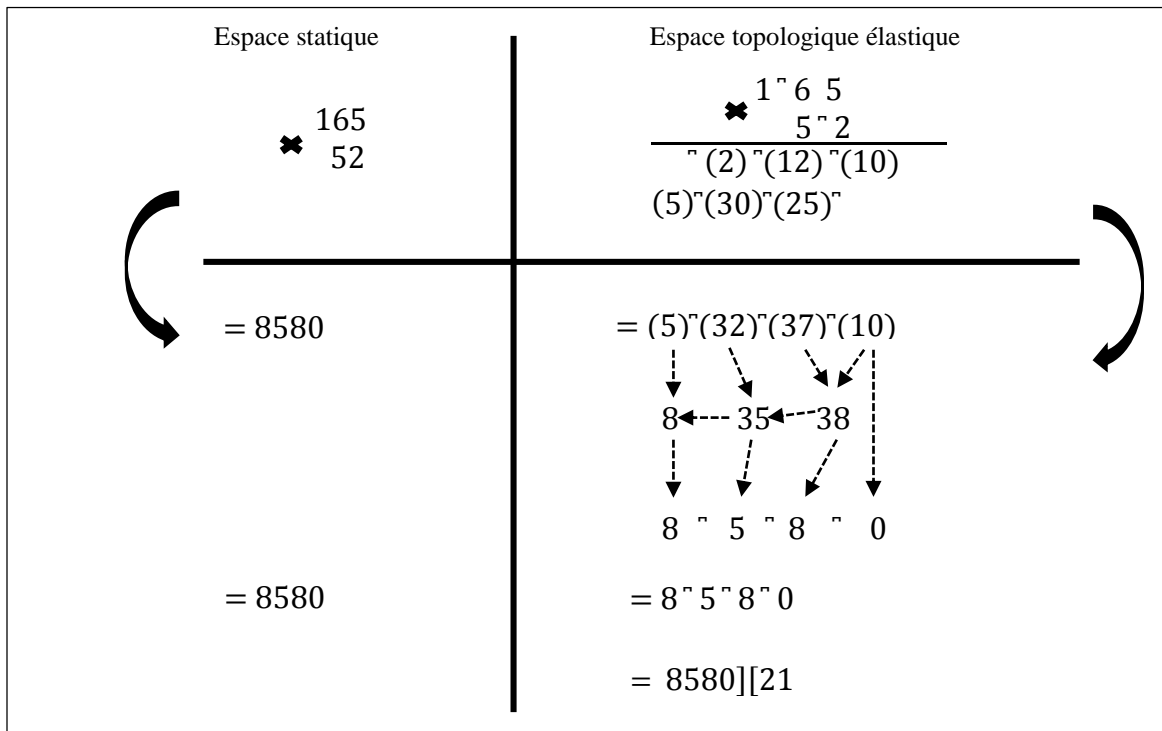 Espace statique
Espace topologique élastique
165
52
1 ⃧ 6 5
5 ⃧ 2
⃧ (2) ⃧ (12) ⃧ (10)
(5) ⃧ (30) ⃧ (25) ⃧
= 8580
= (5) ⃧ (32) ⃧ (37) ⃧ (10)
8 35 38
8 ⃧ 5 ⃧ 8 ⃧ 0
= 8580
= 8 ⃧ 5 ⃧ 8 ⃧ 0
= 8580][21